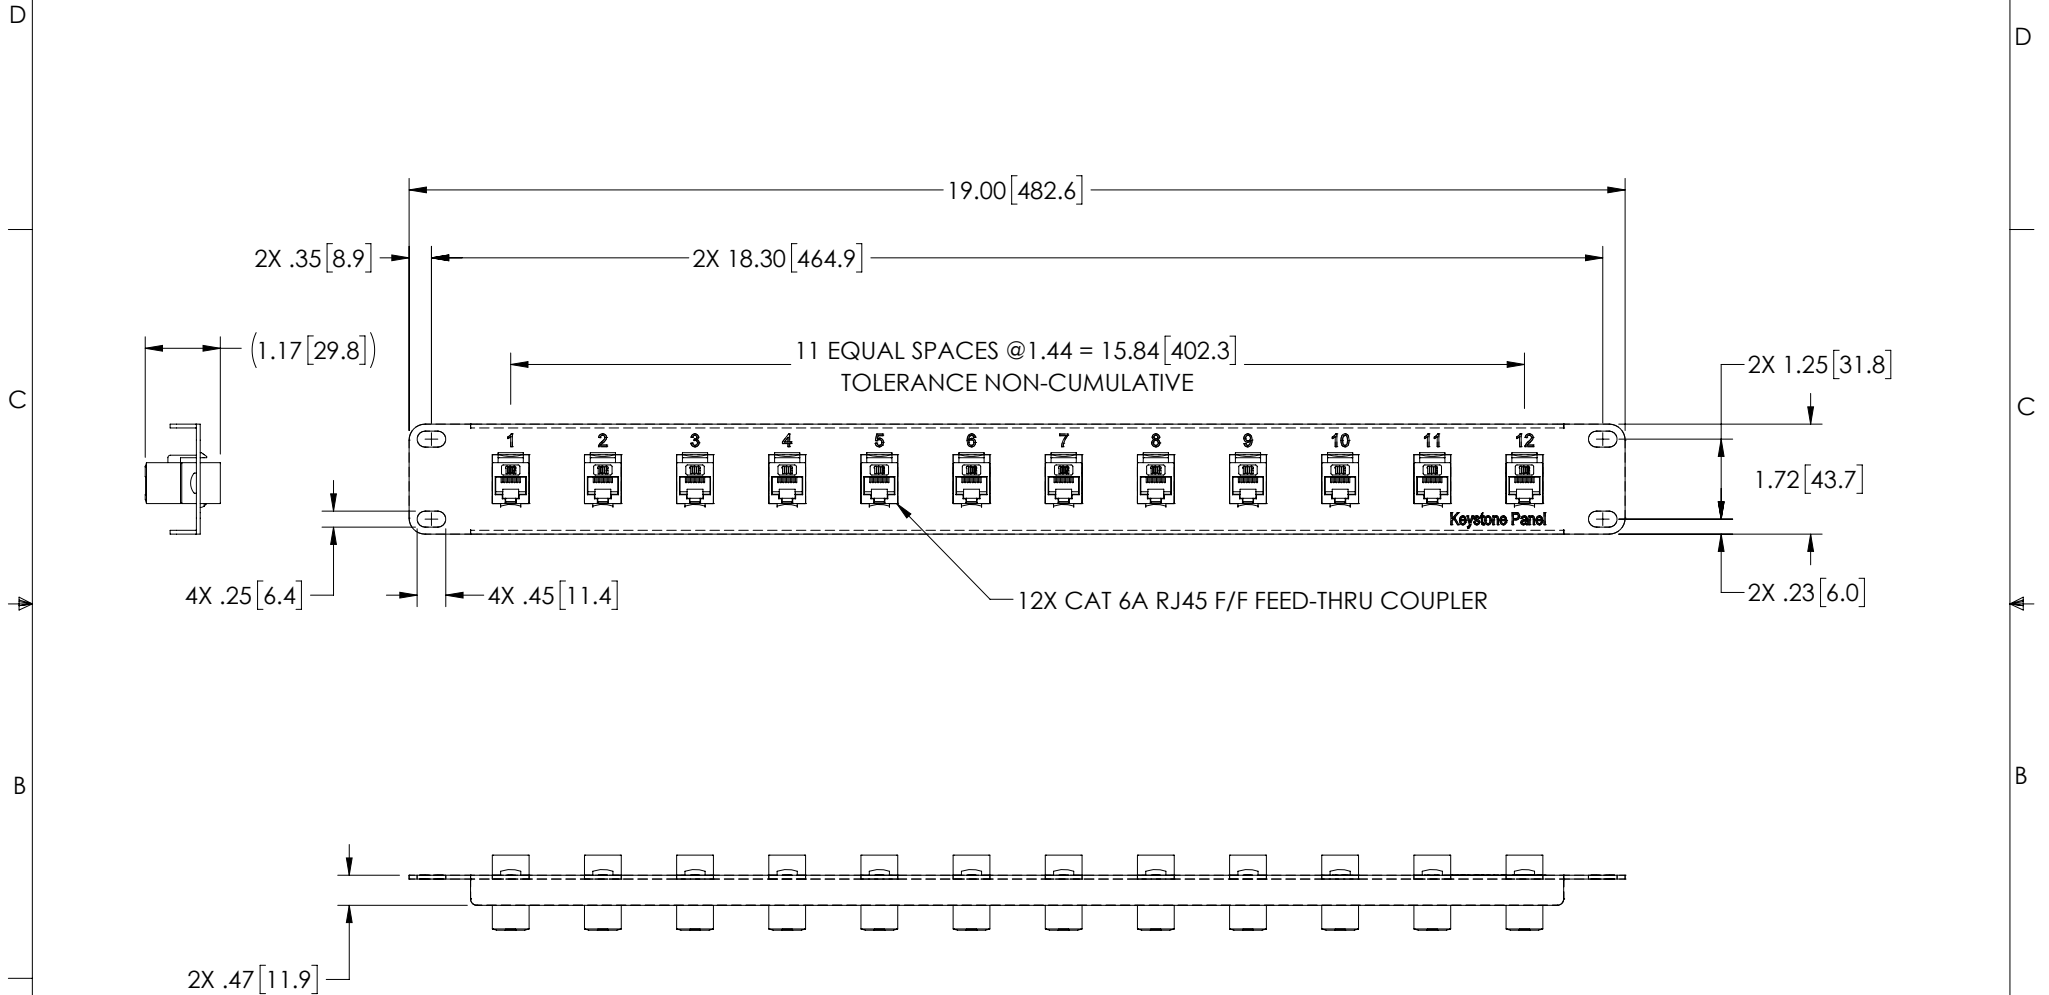 D
D
19.00[482.6]
2X .35[8.9]
2X 18.30[464.9]
(1.17[29.8])
11 EQUAL SPACES @1.44 = 15.84[402.3]
TOLERANCE NON-CUMULATIVE
2X 1.25[31.8]
C
C
1 2 3 4 5 6 7 8 9 10 11 12
1.72[43.7]
Keystone Panel
4X .25[6.4]
4X .45[11.4]
12X CAT 6A RJ45 F/F FEED-THRU COUPLER
2X .23[6.0]
B
B
2X .47[11.9]